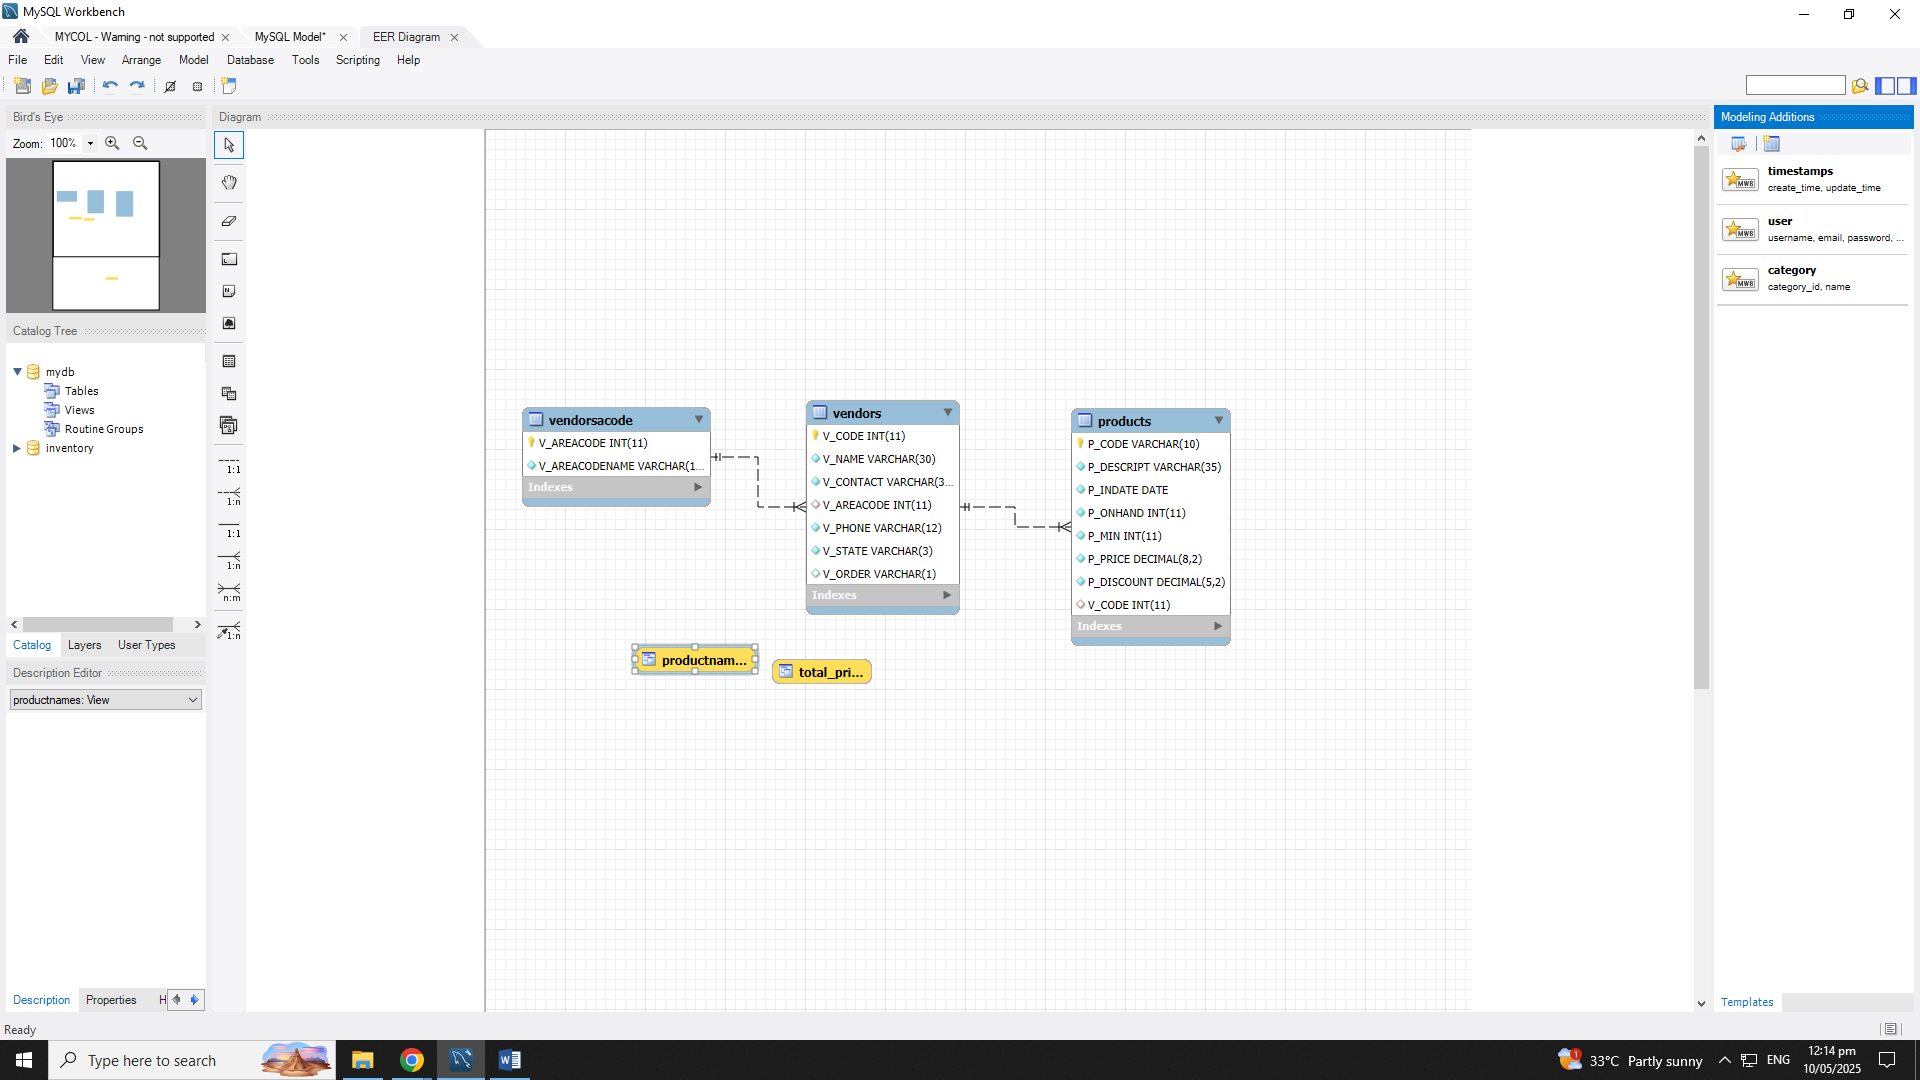 MySQL Workbench
MYCOL - Warning - not supported
MySQL Model*
EER Diagram
File Edit View Arrange Model Database Tools Scripting Help
Bird's Eye
Zoom: 100%
Catalog Tree
mydb
Tables
Views
Routine Groups
inventory
Catalog Layers User Types
Description Editor
productnames: View
Description Properties H
Ready
Diagram
1:1
1:n
1:1
1:n
n:m
1:n
vendorsacode
V_AREACODE INT(11)
V_AREACODENAME VARCHAR(1...
Indexes
vendors
V_CODE INT(11)
V_NAME VARCHAR(30)
V_CONTACT VARCHAR(3...
V_AREACODE INT(11)
V_PHONE VARCHAR(12)
V_STATE VARCHAR(3)
V_ORDER VARCHAR(1)
Indexes
products
P_CODE VARCHAR(10)
P_DESCRIPT VARCHAR(35)
P_INDATE DATE
P_ONHAND INT(11)
P_MIN INT(11)
P_PRICE DECIMAL(8,2)
P_DISCOUNT DECIMAL(5,2)
V_CODE INT(11)
Indexes
productnam...
total_pri...
Modeling Additions
MWB
timestamps
create_time, update_time
MWB
user
username, email, password, ...
MWB
category
category_id, name
Templates
Type here to search
1
33°C Partly sunny
ENG
12:14 pm
10/05/2025